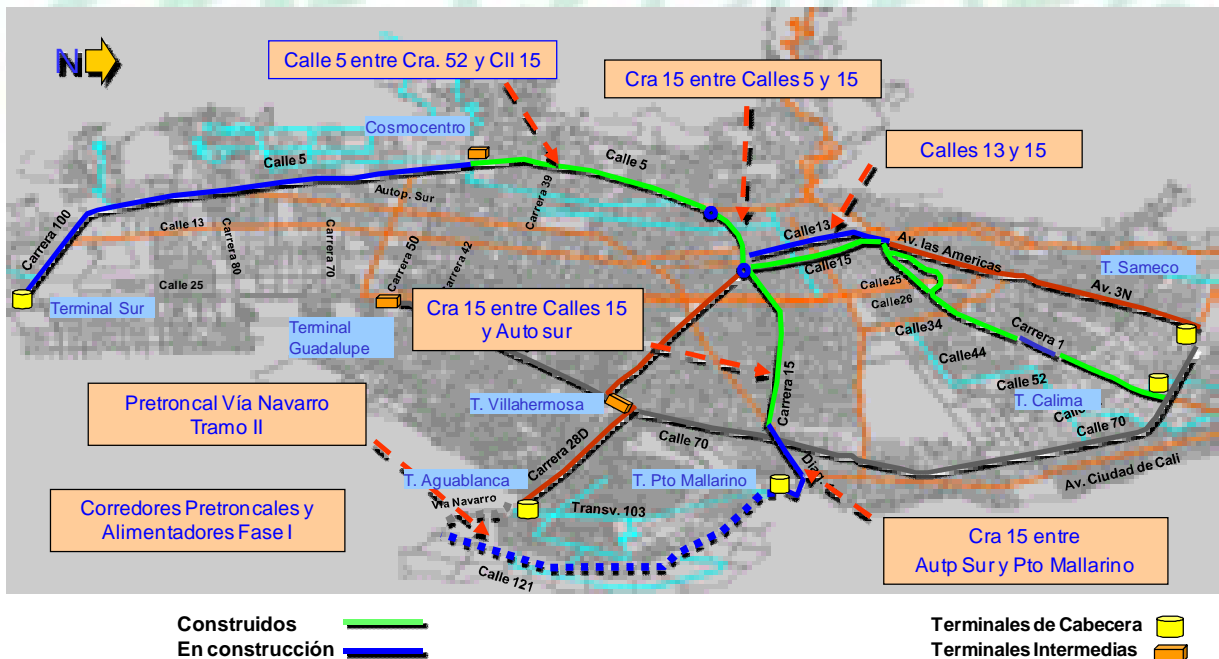 N
Calle 5 entre Cra. 52 y Cll 15
Cra 15 entre Calles 5 y 15
Calles 13 y 15
Cosmocentro
Calle 5
Calle 5
Carrera 39
Autop. Sur
Carrera 100
Calle 13
Carrera 80
Carrera 70
Carrera 50
Carrera 42
Calle 25
Terminal Sur
Terminal
Guadalupe
Calle13
Calle15
Av. las Americas
T. Sameco
Av. 3N
Calle25
Calle26
Calle34
Carrera 1
Calle44
Calle 52
T. Calima
Calle 70
Av. Ciudad de Cali
Cra 15 entre Calles 15
y Auto sur
Carrera 15
Pretroncal Vía Navarro
Tramo II
T. Villahermosa
Calle 70
Carrera 28D
T. Aguablanca
T. Pto Mallarino
Vía Navarro
Transv. 103
Corredores Pretroncales y
Alimentadores Fase I
Calle 121
Cra 15 entre
Autp Sur y Pto Mallarino
Construidos
En construcción
Terminales de Cabecera
Terminales Intermedias